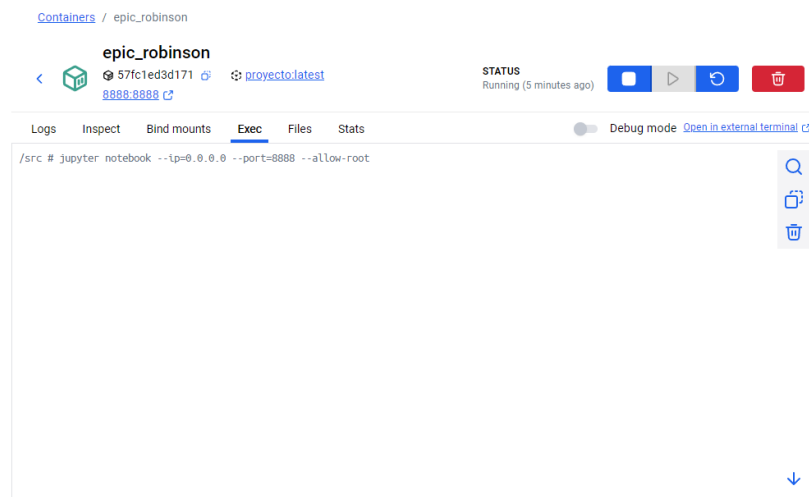 Containers / epic_robinson
epic_robinson
57fc1ed3d171 proyecto:latest
8888:8888
STATUS
Running (5 minutes ago)
Logs Inspect Bind mounts Exec Files Stats
Debug mode Open in external terminal
/src # jupyter notebook --ip=0.0.0.0 --port=8888 --allow-root